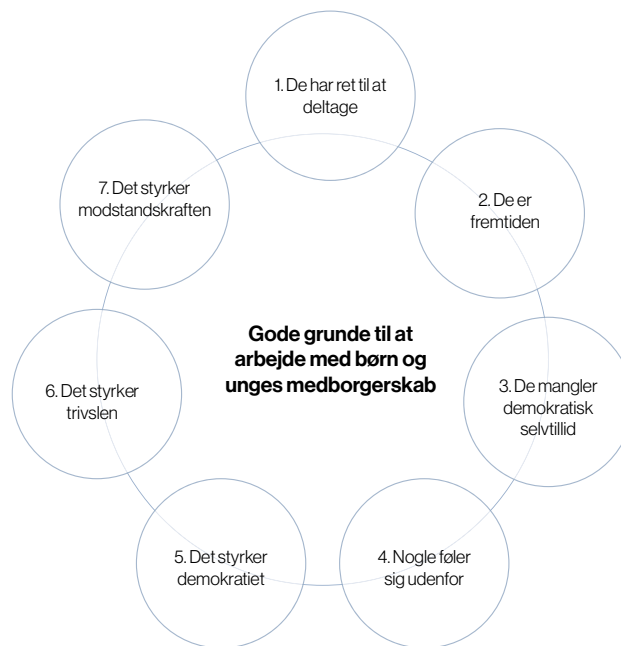 1. De har ret til at
deltage
2. De er
fremtiden
3. De mangler
demokratisk
selvtillid
4. Nogle føler
sig udenfor
5. Det styrker
demokratiet
6. Det styrker
trivslen
7. Det styrker
modstandskraften
Gode grunde til at
arbejde med børn og
unges medborgerskab